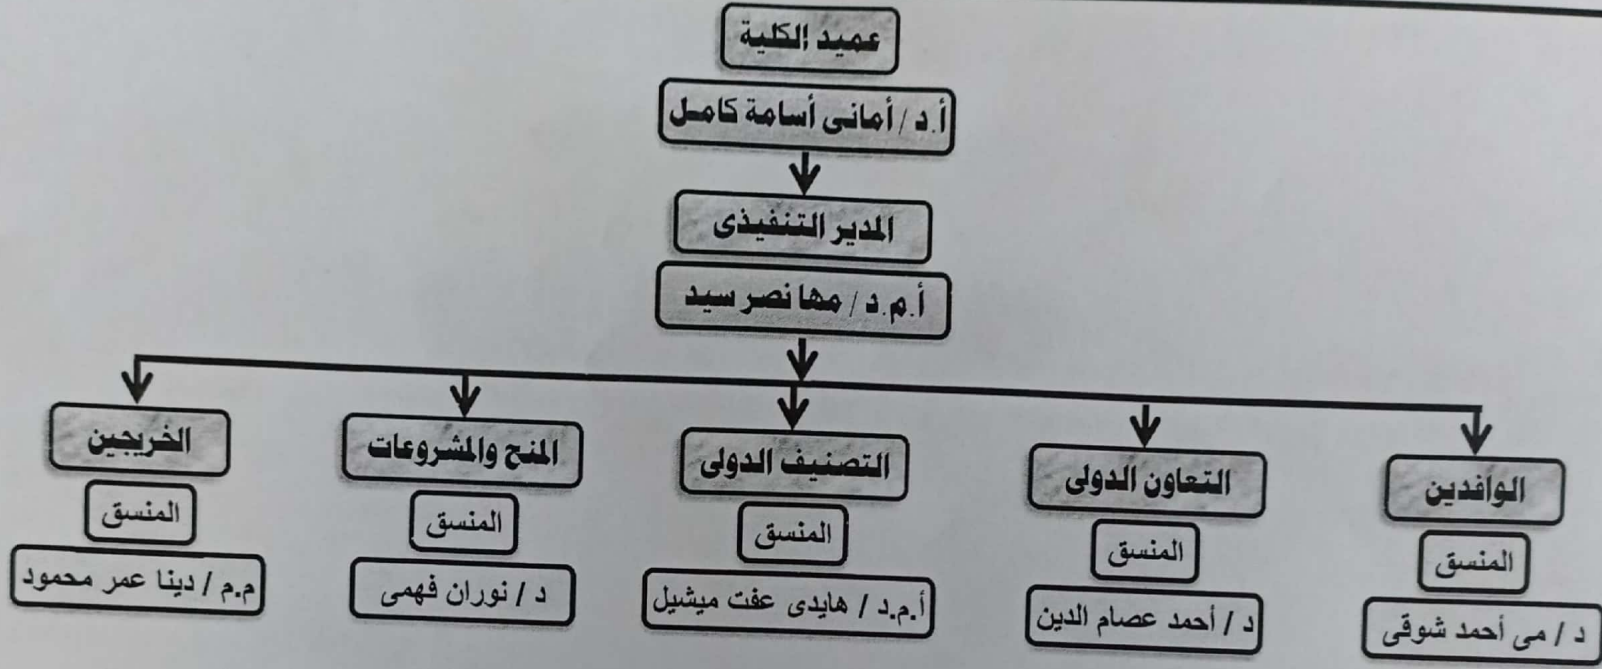 عميد الكلية
أ.د / أمانى أسامة كامل
المدير التنفيذى
أ.م.د / مها نصر سيد
الوافدين
المنسق
د / مى أحمد شوقى
التعاون الدولى
المنسق
د / أحمد عصام الدين
التصنيف الدولى
المنسق
أ.م.د / هايدى عفت ميشيل
المنح والمشروعات
المنسق
د / نوران فهمى
الخريجين
المنسق
م.م / دينا عمر محمود